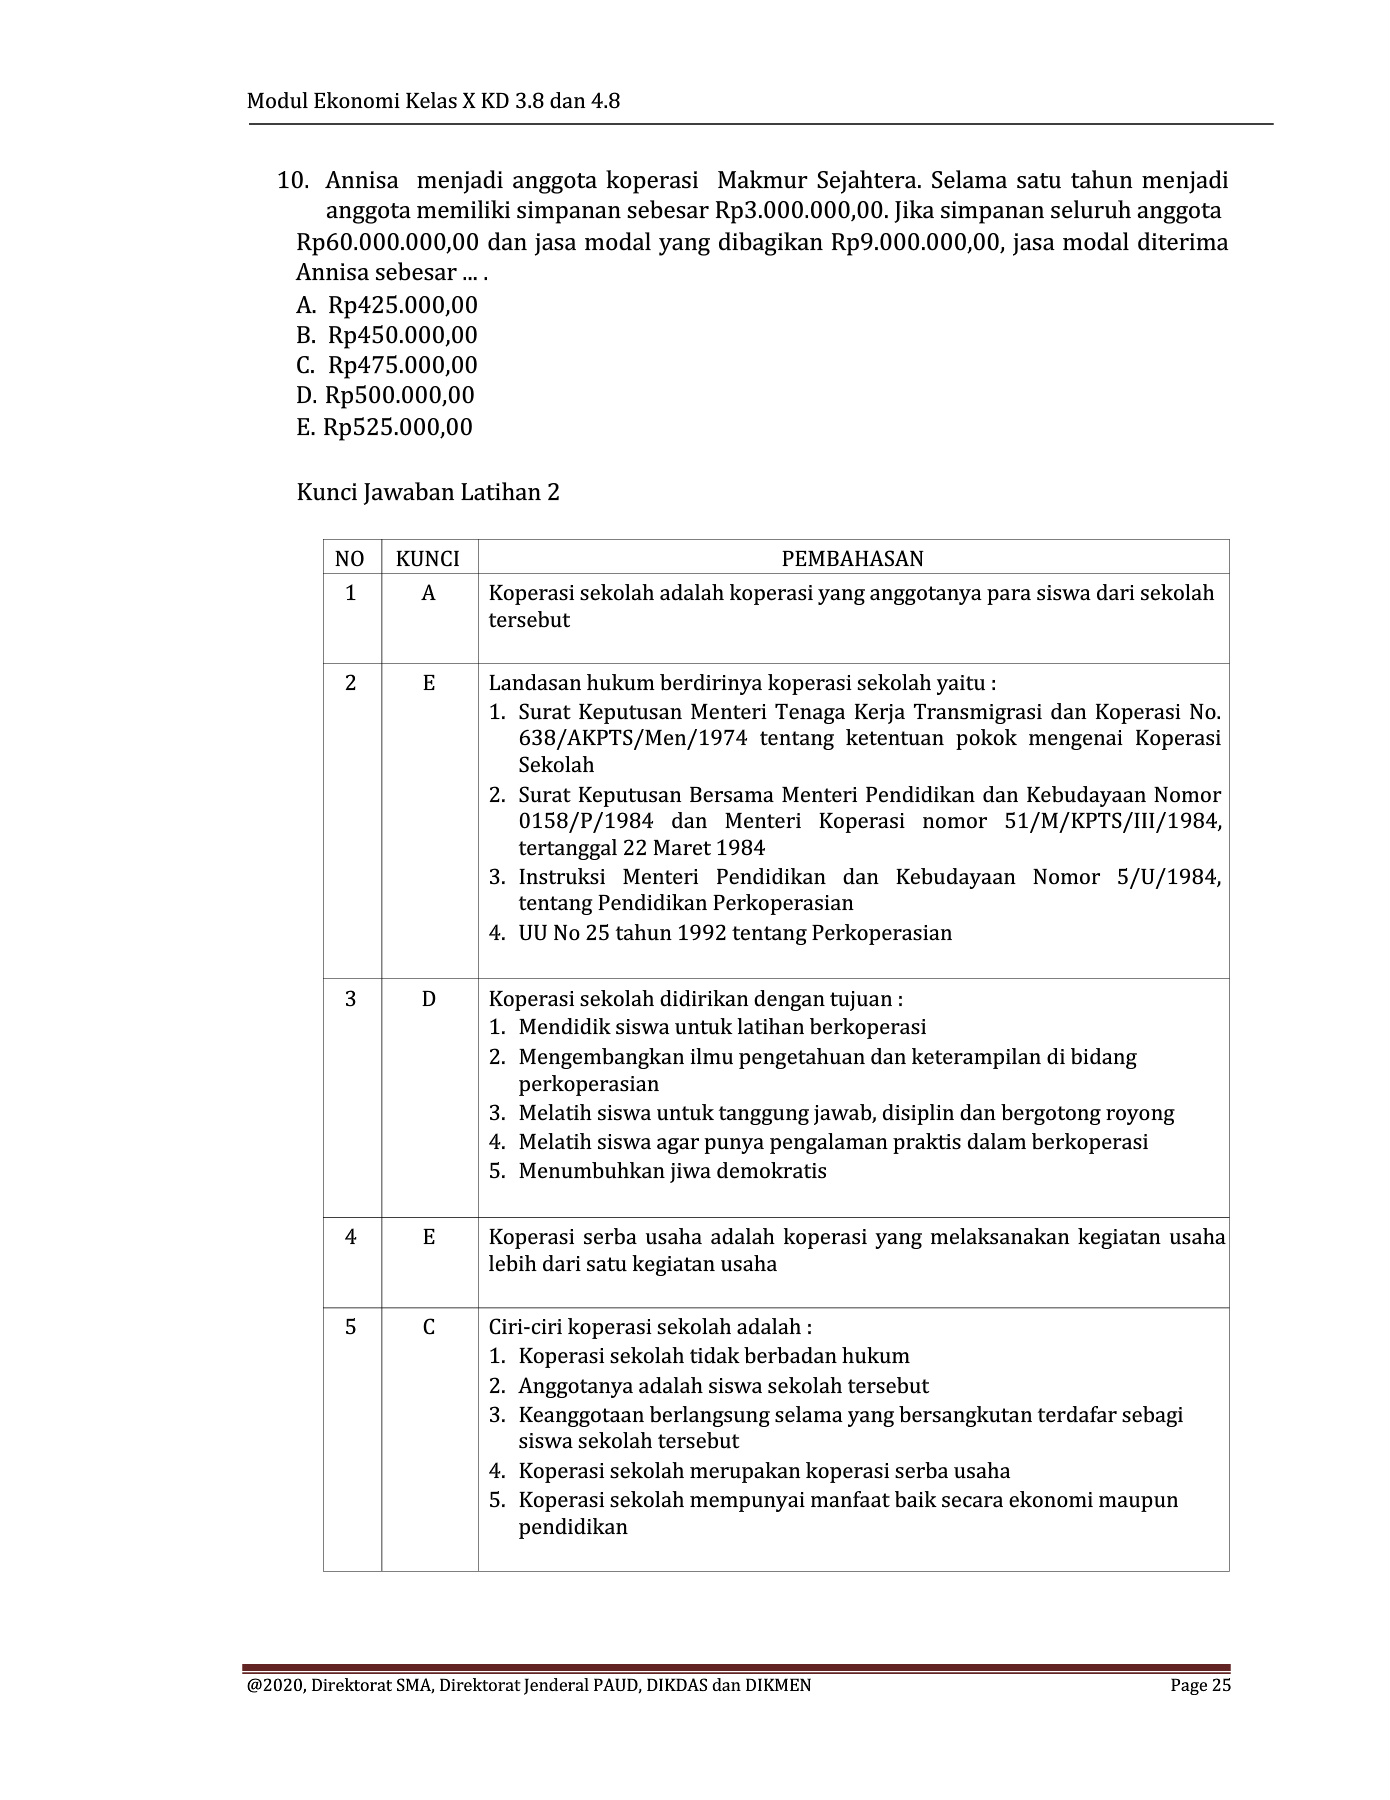 Modul Ekonomi Kelas X KD 3.8 dan 4.8
10. Annisa menjadi anggota koperasi Makmur Sejahtera. Selama satu tahun menjadi
anggota memiliki simpanan sebesar Rp3.000.000,00. Jika simpanan seluruh anggota
Rp60.000.000,00 dan jasa modal yang dibagikan Rp9.000.000,00, jasa modal diterima
Annisa sebesar ... .
A. Rp425.000,00
B. Rp450.000,00
C. Rp475.000,00
D. Rp500.000,00
E. Rp525.000,00
Kunci Jawaban Latihan 2
NO KUNCI PEMBAHASAN
1 A Koperasi sekolah adalah koperasi yang anggotanya para siswa dari sekolah
tersebut
2 E Landasan hukum berdirinya koperasi sekolah yaitu :
1. Surat Keputusan Menteri Tenaga Kerja Transmigrasi dan Koperasi No.
638/AKPTS/Men/1974 tentang ketentuan pokok mengenai Koperasi
Sekolah
2. Surat Keputusan Bersama Menteri Pendidikan dan Kebudayaan Nomor
0158/P/1984 dan Menteri Koperasi nomor 51/M/KPTS/III/1984,
tertanggal 22 Maret 1984
3. Instruksi Menteri Pendidikan dan Kebudayaan Nomor 5/U/1984,
tentang Pendidikan Perkoperasian
4. UU No 25 tahun 1992 tentang Perkoperasian
3 D Koperasi sekolah didirikan dengan tujuan :
1. Mendidik siswa untuk latihan berkoperasi
2. Mengembangkan ilmu pengetahuan dan keterampilan di bidang
perkoperasian
3. Melatih siswa untuk tanggung jawab, disiplin dan bergotong royong
4. Melatih siswa agar punya pengalaman praktis dalam berkoperasi
5. Menumbuhkan jiwa demokratis
4 E Koperasi serba usaha adalah koperasi yang melaksanakan kegiatan usaha
lebih dari satu kegiatan usaha
5 C Ciri-ciri koperasi sekolah adalah :
1. Koperasi sekolah tidak berbadan hukum
2. Anggotanya adalah siswa sekolah tersebut
3. Keanggotaan berlangsung selama yang bersangkutan terdafar sebagi
siswa sekolah tersebut
4. Koperasi sekolah merupakan koperasi serba usaha
5. Koperasi sekolah mempunyai manfaat baik secara ekonomi maupun
pendidikan
@2020, Direktorat SMA, Direktorat Jenderal PAUD, DIKDAS dan DIKMEN Page 25